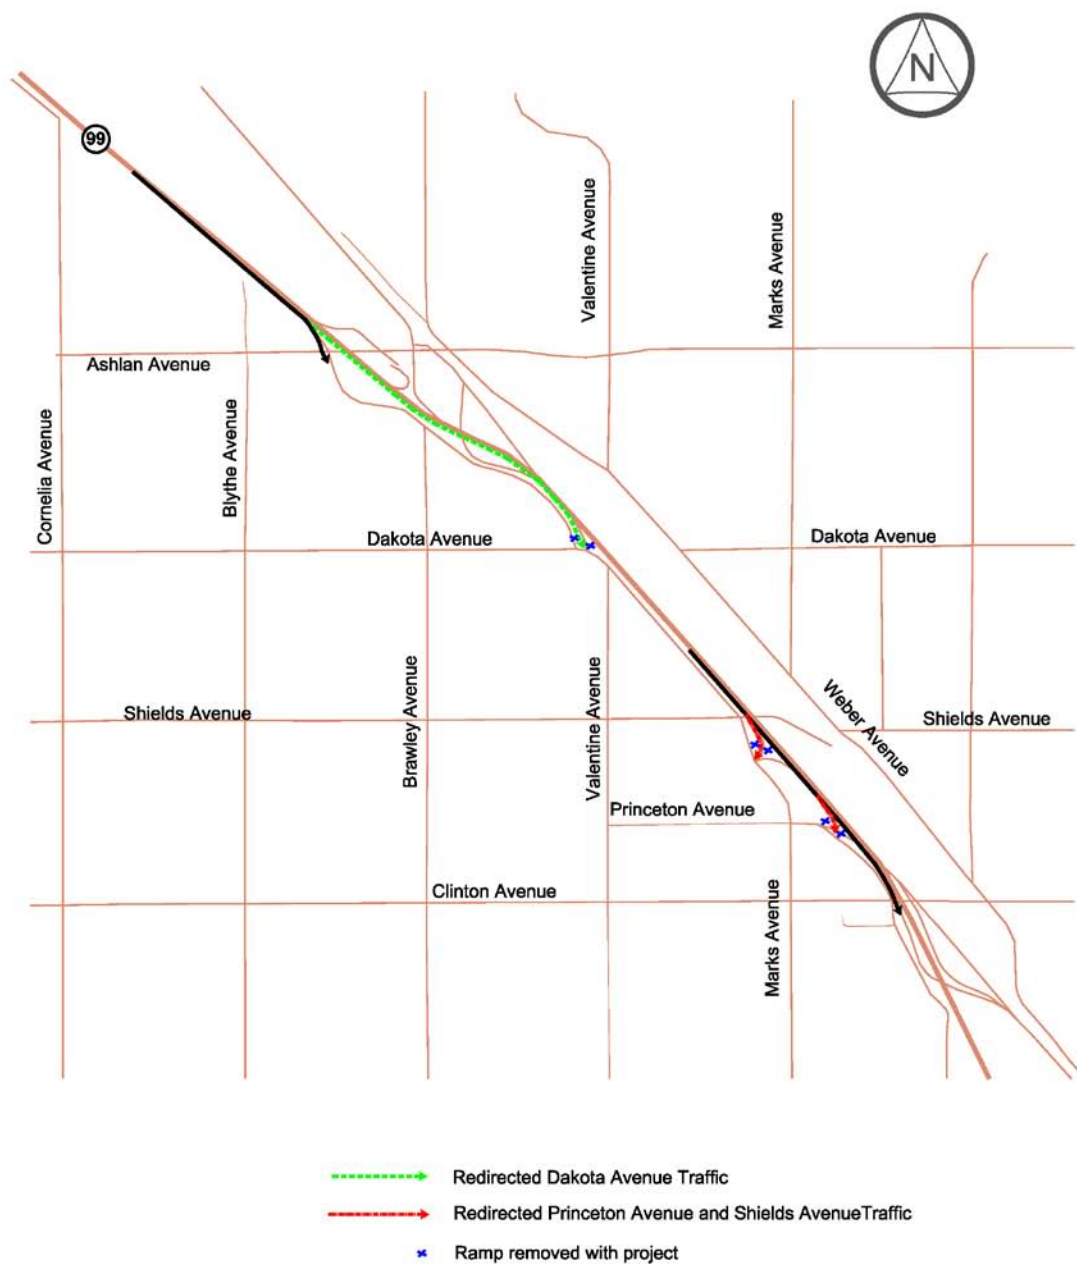 N
99
Valentine Avenue
Marks Avenue
Ashlan Avenue
Cornelia Avenue
Blythe Avenue
Dakota Avenue
Dakota Avenue
Brawley Avenue
Valentine Avenue
Weber Avenue
Shields Avenue
Shields Avenue
Princeton Avenue
Clinton Avenue
Marks Avenue
Redirected Dakota Avenue Traffic
Redirected Princeton Avenue and Shields AvenueTraffic
Ramp removed with project